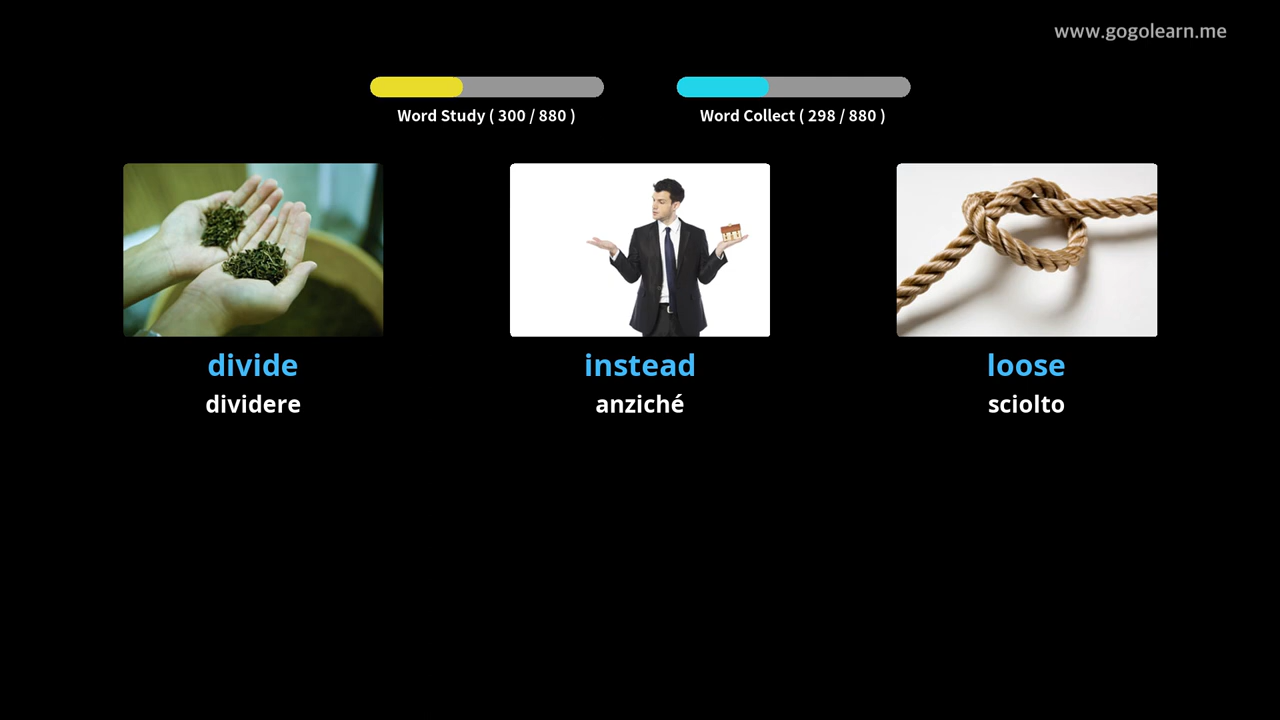 www.gogolearn.me
Word Study ( 300 / 880 )
Word Collect ( 298 / 880 )
divide
dividere
instead
anziché
loose
sciolto